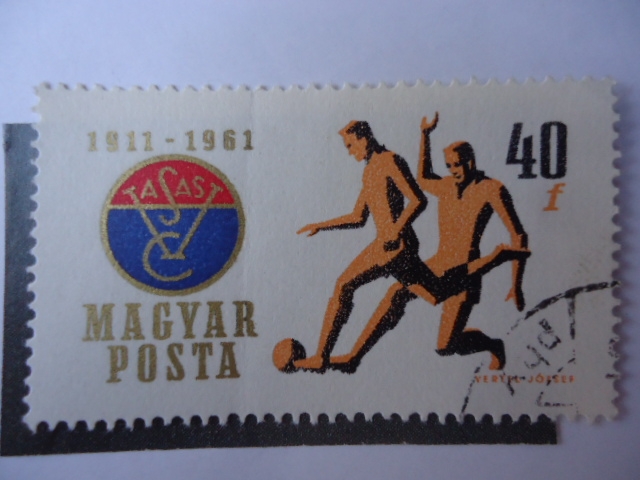 1911 - 1961
VASAS SC
MAGYAR
POSTA
40
f
VERTEL JÓZSEF